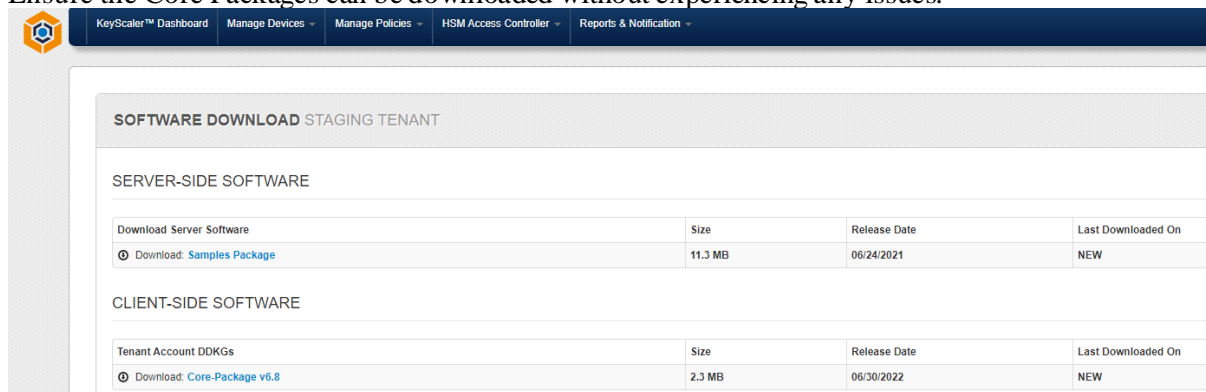 Ensure the Core Packages can be downloaded without experiencing any issues.
KeyScaler™ Dashboard Manage Devices Manage Policies HSM Access Controller Reports & Notification
SOFTWARE DOWNLOAD STAGING TENANT
SERVER-SIDE SOFTWARE
Download Server Software Size Release Date Last Downloaded On
Download: Samples Package 11.3 MB 06/24/2021 NEW
CLIENT-SIDE SOFTWARE
Tenant Account DDKGs Size Release Date Last Downloaded On
Download: Core-Package v6.8 2.3 MB 06/30/2022 NEW